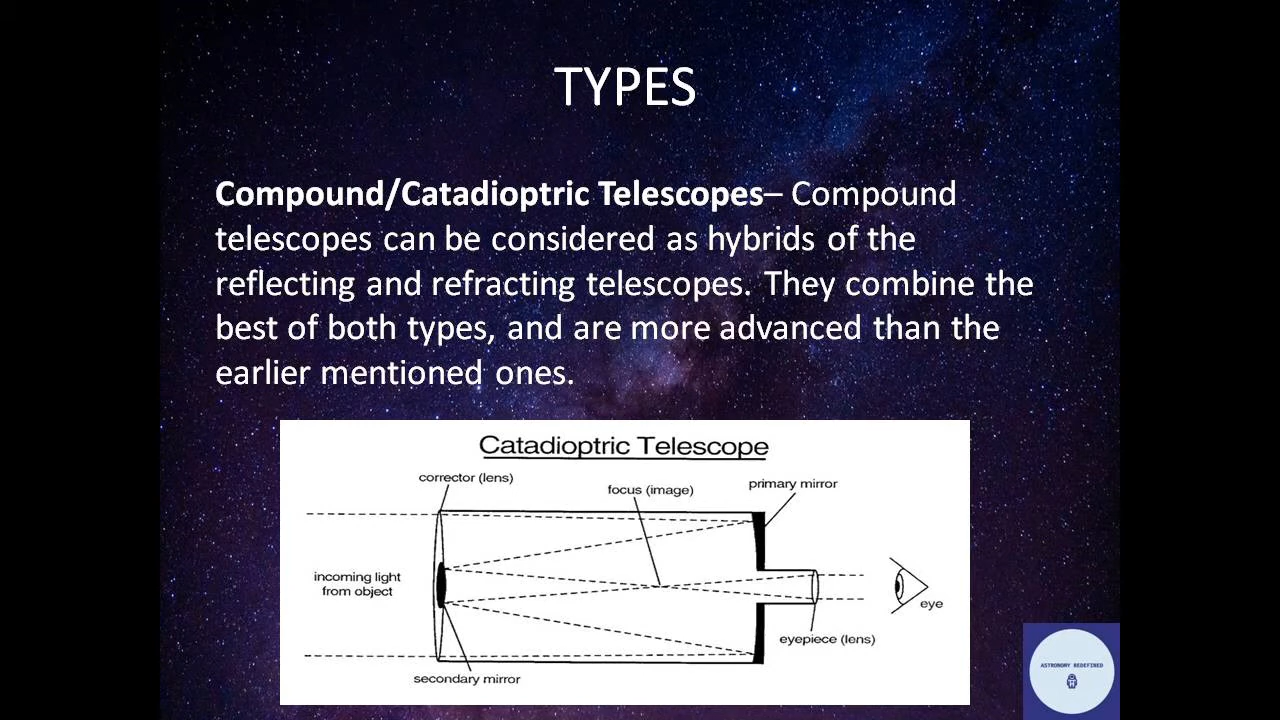 TYPES
Compound/Catadioptric Telescopes– Compound
telescopes can be considered as hybrids of the
reflecting and refracting telescopes. They combine the
best of both types, and are more advanced than the
earlier mentioned ones.
Catadioptric Telescope
corrector (lens)
focus (image)
primary mirror
incoming light
from object
eye
eyepiece (lens)
secondary mirror
ASTRONOMY REDEFINED